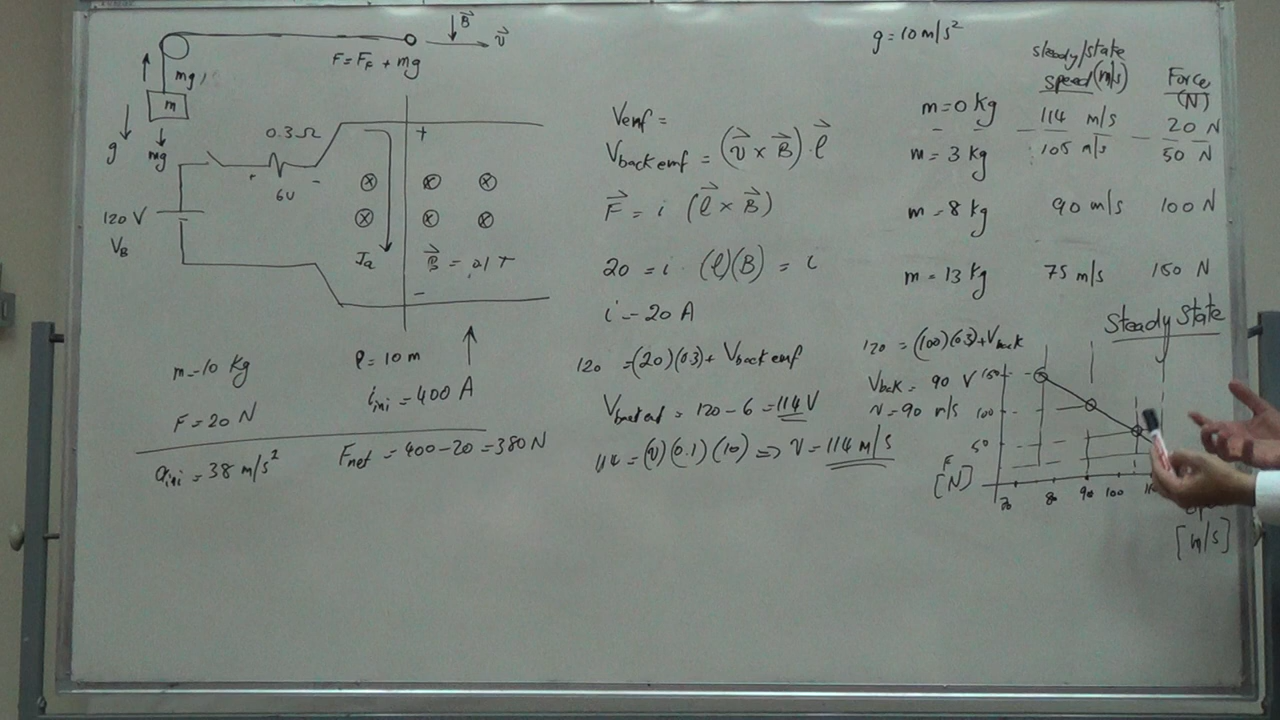 B⃗
v⃗
F = F_F + mg
mg
m
g
mg
0.3 Ω
+ -
6v
120 V
V_B
+
⊗ ⊗ ⊗
⊗ ⊗ ⊗
B⃗ = 0.1 T
-
m = 10 kg
F = 20 N
l = 10 m
i_ini = 400 A
a_ini = 38 m/s²
F_net = 400 - 20 = 380 N
V_emf =
V_back emf = (v⃗ × B⃗) · l⃗
F⃗ = i (l⃗ × B⃗)
20 = i (l)(B) = i
i = 20 A
120 = (20)(0.3) + V_back emf
V_back emf = 120 - 6 = 114 V
114 = (v)(0.1)(10) ⇒ v = 114 m/s
g = 10 m/s²
steady/state
speed (m/s)
Force
(N)
m = 0 kg 114 m/s 20 N
m = 3 kg 105 m/s 50 N
m = 8 kg 90 m/s 100 N
m = 13 kg 75 m/s 150 N
Steady State
120 = (100)(0.3) + V_back
V_back = 90 V
v = 90 m/s
150
100
50
F
[N]
70 80 90 100
[m/s]